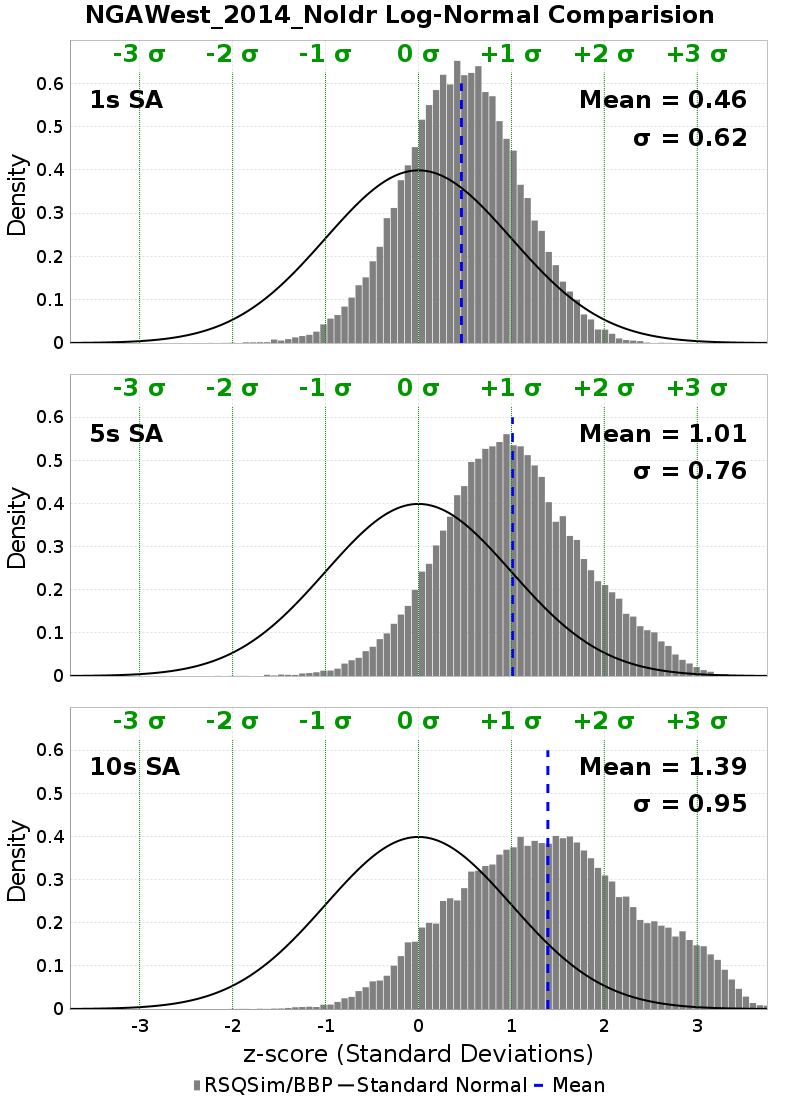 NGAWest_2014_NoIdr Log-Normal Comparision
-3 σ -2 σ -1 σ 0 σ +1 σ +2 σ +3 σ
1s SA
Mean = 0.46
σ = 0.62
Density
0.6
0.5
0.4
0.3
0.2
0.1
0
-3 σ -2 σ -1 σ 0 σ +1 σ +2 σ +3 σ
5s SA
Mean = 1.01
σ = 0.76
Density
0.6
0.5
0.4
0.3
0.2
0.1
0
-3 σ -2 σ -1 σ 0 σ +1 σ +2 σ +3 σ
10s SA
Mean = 1.39
σ = 0.95
Density
0.6
0.5
0.4
0.3
0.2
0.1
0
-3 -2 -1 0 1 2 3
z-score (Standard Deviations)
RSQSim/BBP Standard Normal Mean